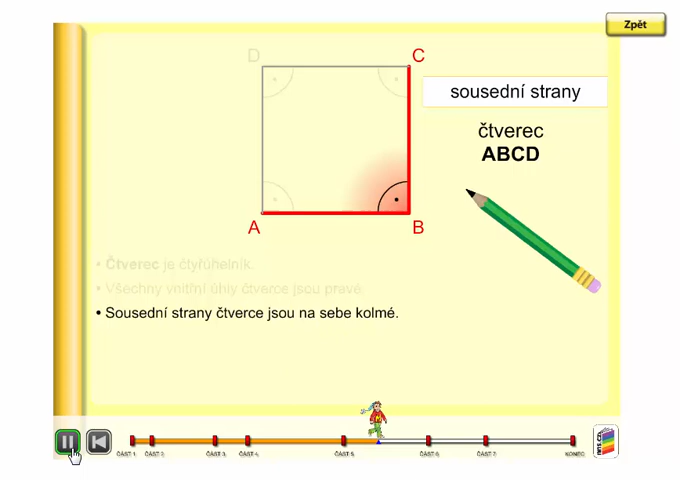 Zpět
D
C
sousední strany
čtverec
ABCD
A
B
• Čtverec je čtyřúhelník.
• Všechny vnitřní úhly čtverce jsou pravé.
• Sousední strany čtverce jsou na sebe kolmé.
ČÁST 1. ČÁST 2. ČÁST 3. ČÁST 4. ČÁST 5. ČÁST 6. ČÁST 7. KONEC